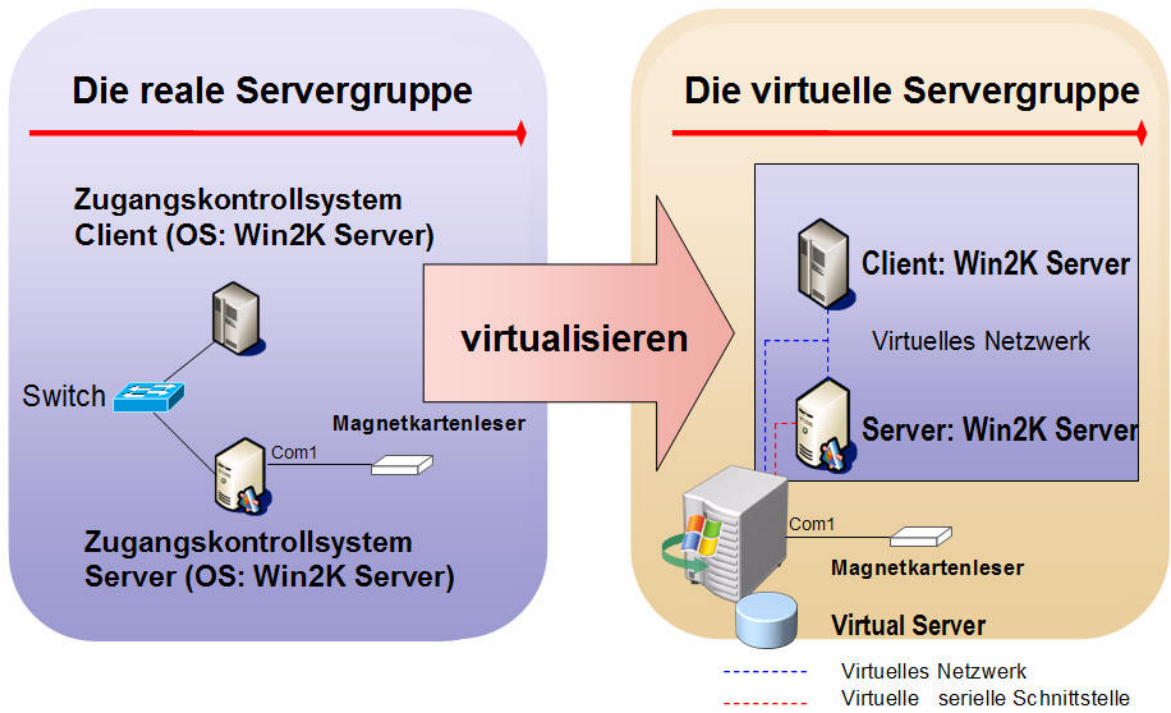 Die reale Servergruppe
Zugangskontrollsystem
Client (OS: Win2K Server)
Switch
Magnetkartenleser
Com1
Zugangskontrollsystem
Server (OS: Win2K Server)
virtualisieren
Die virtuelle Servergruppe
Client: Win2K Server
Virtuelles Netzwerk
Server: Win2K Server
Com1
Magnetkartenleser
Virtual Server
Virtuelles Netzwerk
Virtuelle serielle Schnittstelle